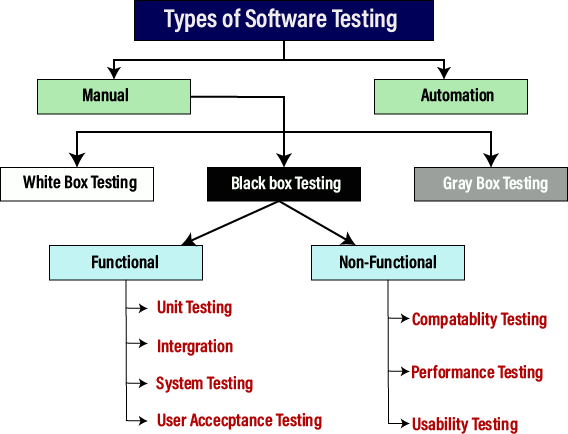 Types of Software Testing
Manual
Automation
White Box Testing
Black box Testing
Gray Box Testing
Functional
Non-Functional
Unit Testing
Intergration
System Testing
User Accecptance Testing
Compatablity Testing
Performance Testing
Usability Testing